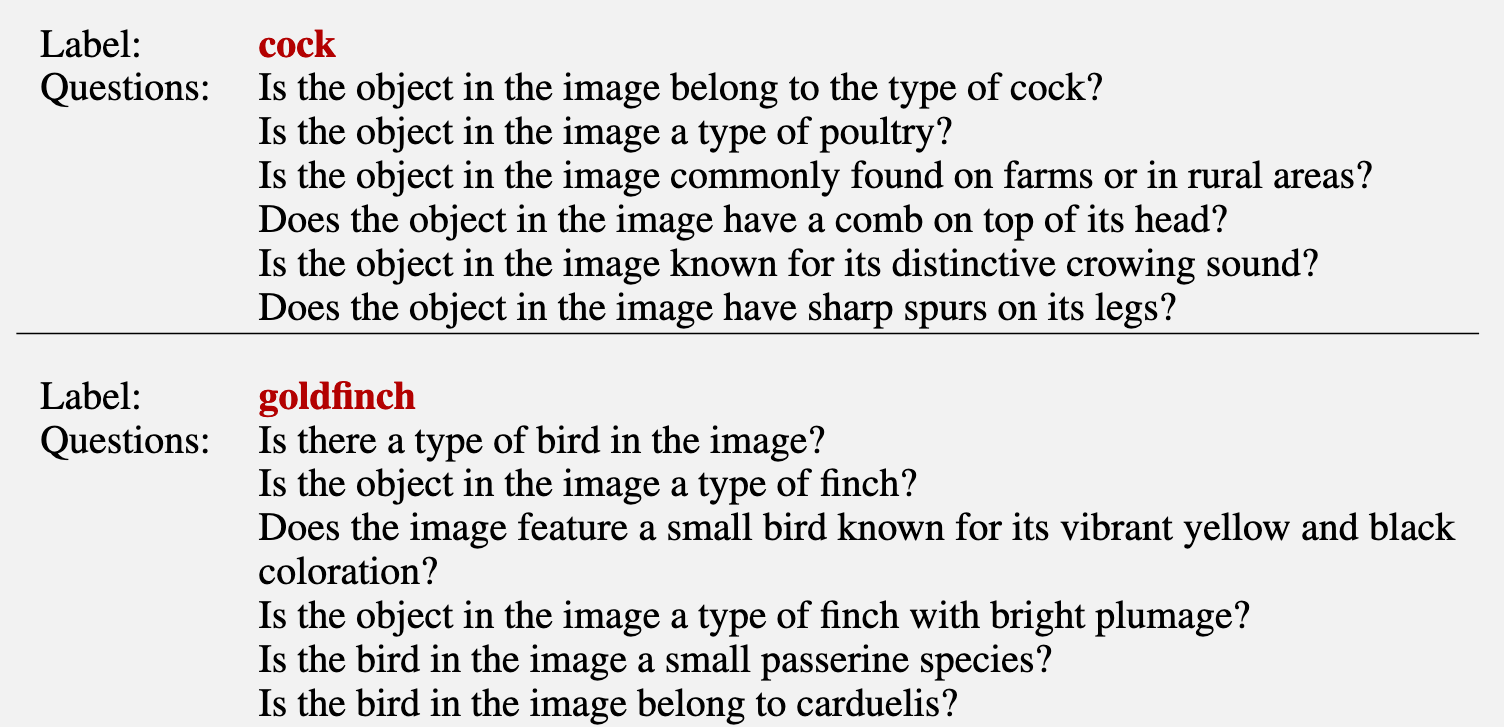 Label: cock
Questions: Is the object in the image belong to the type of cock?
Is the object in the image a type of poultry?
Is the object in the image commonly found on farms or in rural areas?
Does the object in the image have a comb on top of its head?
Is the object in the image known for its distinctive crowing sound?
Does the object in the image have sharp spurs on its legs?
Label: goldfinch
Questions: Is there a type of bird in the image?
Is the object in the image a type of finch?
Does the image feature a small bird known for its vibrant yellow and black
coloration?
Is the object in the image a type of finch with bright plumage?
Is the bird in the image a small passerine species?
Is the bird in the image belong to carduelis?